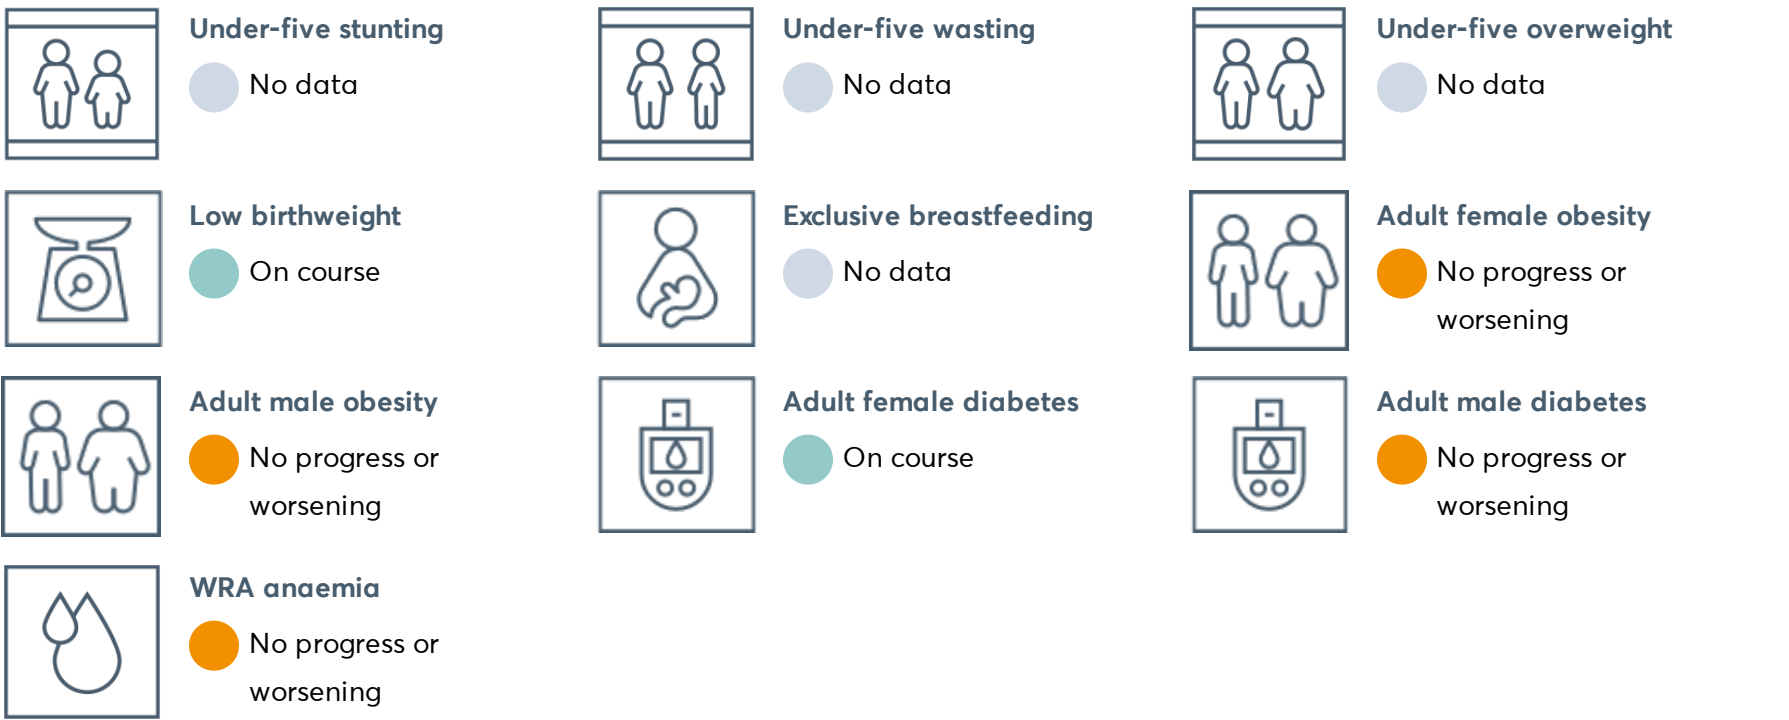 Under-five stunting
No data
Under-five wasting
No data
Under-five overweight
No data
Low birthweight
On course
Exclusive breastfeeding
No data
Adult female obesity
No progress or
worsening
Adult male obesity
No progress or
worsening
Adult female diabetes
On course
Adult male diabetes
No progress or
worsening
WRA anaemia
No progress or
worsening